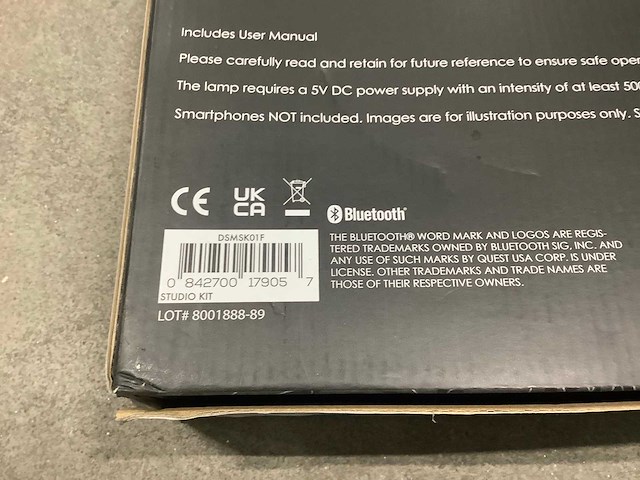 Includes User Manual
Please carefully read and retain for future reference to ensure safe oper
The lamp requires a 5V DC power supply with an intensity of at least 500
Smartphones NOT included. Images are for illustration purposes only. S
CE UK CA
Bluetooth®
THE BLUETOOTH® WORD MARK AND LOGOS ARE REGIS-
TERED TRADEMARKS OWNED BY BLUETOOTH SIG, INC. AND
ANY USE OF SUCH MARKS BY QUEST USA CORP. IS UNDER
LICENSE. OTHER TRADEMARKS AND TRADE NAMES ARE
THOSE OF THEIR RESPECTIVE OWNERS.
DSMSK01F
0 842700 17905 7
STUDIO KIT
LOT# 8001888-89